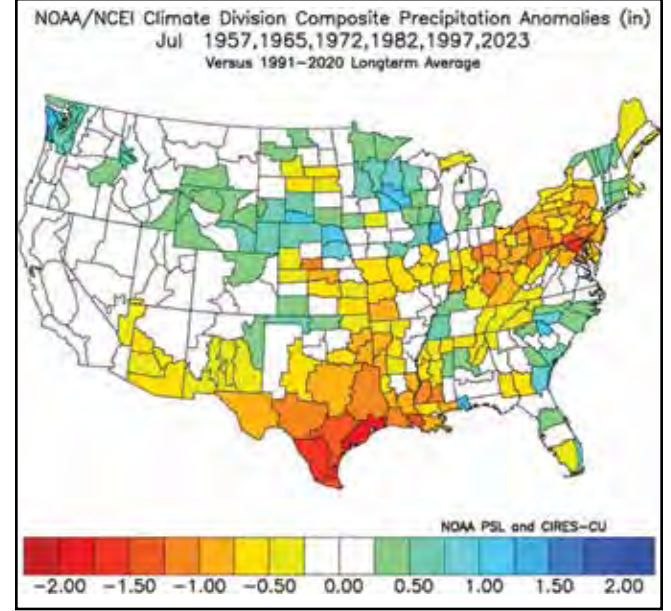 NOAA/NCEI Climate Division Composite Precipitation Anomalies (in)
Jul 1957,1965,1972,1982,1997,2023
Versus 1991–2020 Longterm Average
NOAA PSL and CIRES-CU
−2.00 −1.50 −1.00 −0.50 0.00 0.50 1.00 1.50 2.00